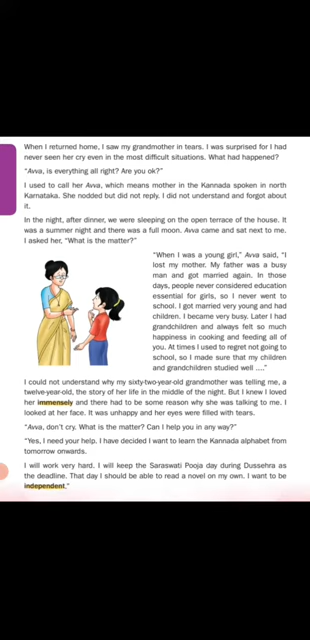 When I returned home, I saw my grandmother in tears. I was surprised for I had
never seen her cry even in the most difficult situations. What had happened?
"Avva, is everything all right? Are you ok?"
I used to call her Avva, which means mother in the Kannada spoken in north
Karnataka. She nodded but did not reply. I did not understand and forgot about
it.
In the night, after dinner, we were sleeping on the open terrace of the house. It
was a summer night and there was a full moon. Avva came and sat next to me.
I asked her, "What is the matter?"
"When I was a young girl," Avva said, "I
lost my mother. My father was a busy
man and got married again. In those
days, people never considered education
essential for girls, so I never went to
school. I got married very young and had
children. I became very busy. Later I had
grandchildren and always felt so much
happiness in cooking and feeding all of
you. At times I used to regret not going to
school, so I made sure that my children
and grandchildren studied well ...."
I could not understand why my sixty-two-year-old grandmother was telling me, a
twelve-year-old, the story of her life in the middle of the night. But I knew I loved
her immensely and there had to be some reason why she was talking to me. I
looked at her face. It was unhappy and her eyes were filled with tears.
"Avva, don't cry. What is the matter? Can I help you in any way?"
"Yes, I need your help. I have decided I want to learn the Kannada alphabet from
tomorrow onwards.
I will work very hard. I will keep the Saraswati Pooja day during Dussehra as
the deadline. That day I should be able to read a novel on my own. I want to be
independent."